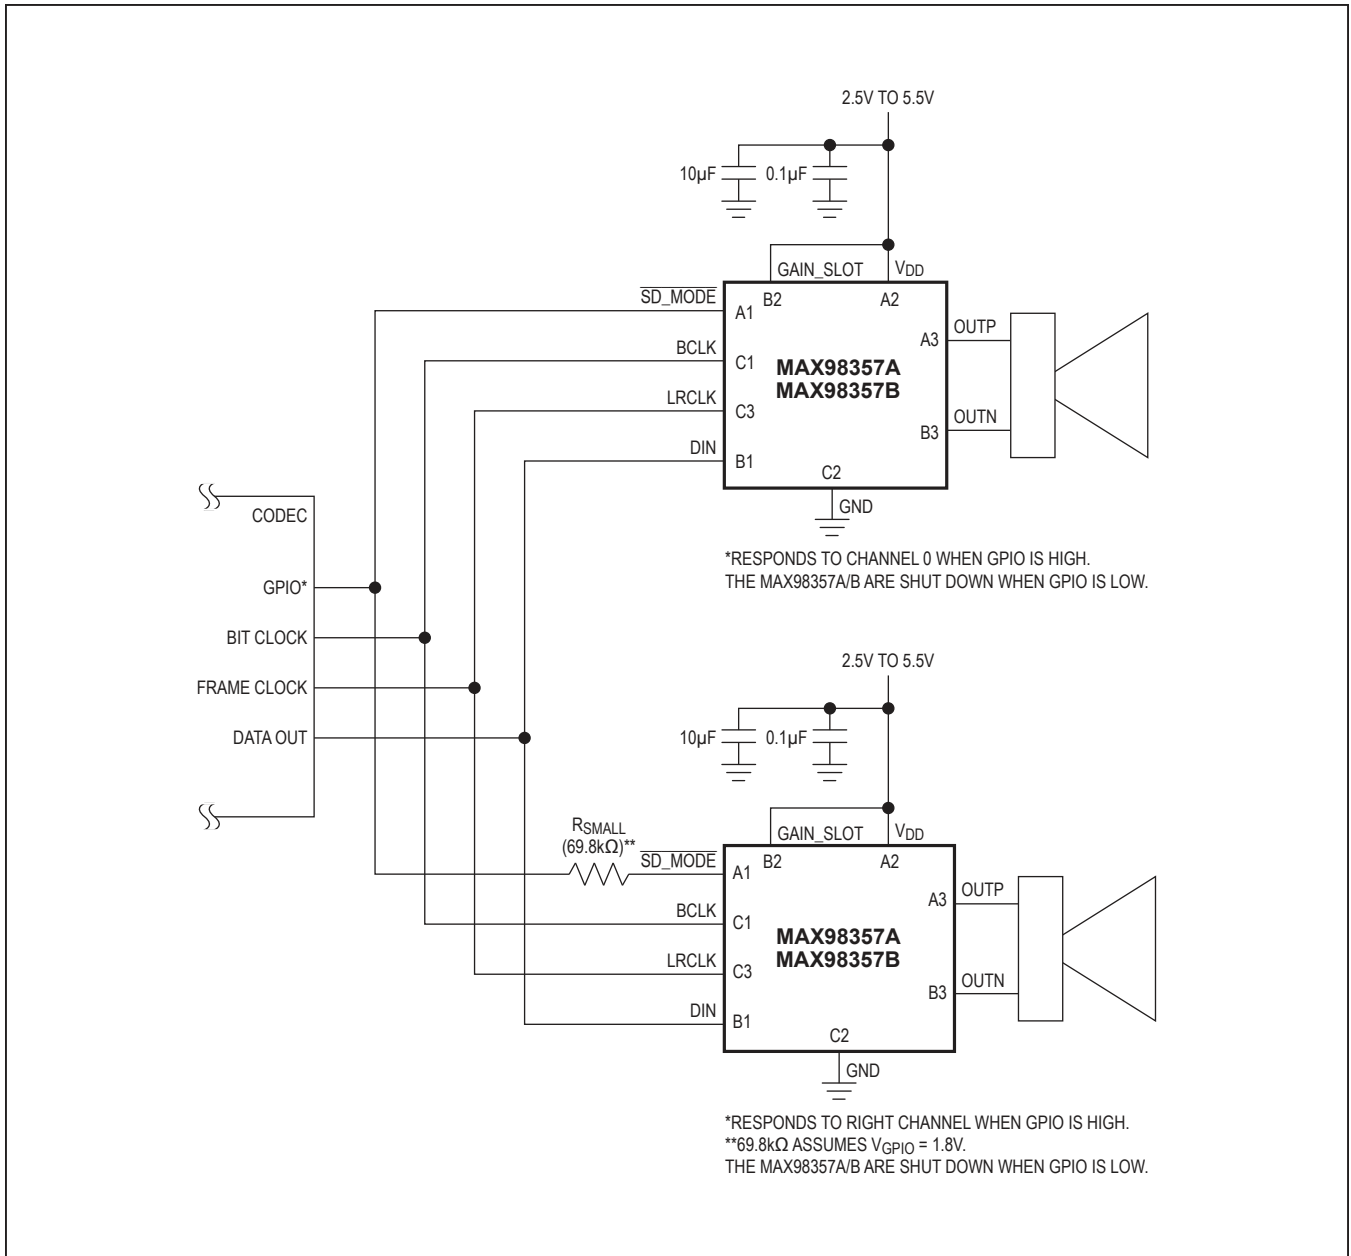 2.5V TO 5.5V
10µF
0.1µF
GAIN_SLOT
VDD
SD_MODE
A1
B2
A2
BCLK
C1
MAX98357A
MAX98357B
A3
OUTP
LRCLK
C3
B3
OUTN
DIN
B1
C2
GND
*RESPONDS TO CHANNEL 0 WHEN GPIO IS HIGH.
THE MAX98357A/B ARE SHUT DOWN WHEN GPIO IS LOW.
CODEC
GPIO*
BIT CLOCK
FRAME CLOCK
DATA OUT
2.5V TO 5.5V
10µF
0.1µF
GAIN_SLOT
VDD
RSMALL
(69.8kΩ)**
SD_MODE
A1
B2
A2
BCLK
C1
MAX98357A
MAX98357B
A3
OUTP
LRCLK
C3
B3
OUTN
DIN
B1
C2
GND
*RESPONDS TO RIGHT CHANNEL WHEN GPIO IS HIGH.
**69.8kΩ ASSUMES VGPIO = 1.8V.
THE MAX98357A/B ARE SHUT DOWN WHEN GPIO IS LOW.